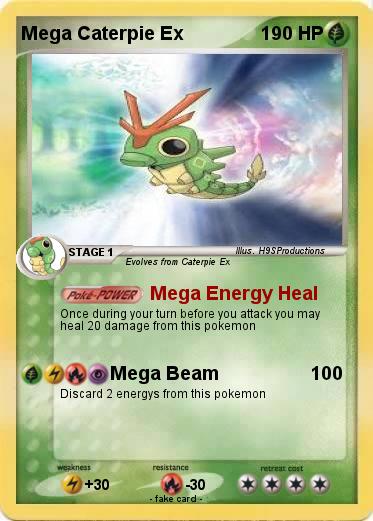 Mega Caterpie Ex 190 HP
Illus. H9SProductions
STAGE 1
Evolves from Caterpie Ex
Poké-POWER Mega Energy Heal
Once during your turn before you attack you may
heal 20 damage from this pokemon
Mega Beam 100
Discard 2 energys from this pokemon
weakness resistance retreat cost
+30 -30
- fake card -